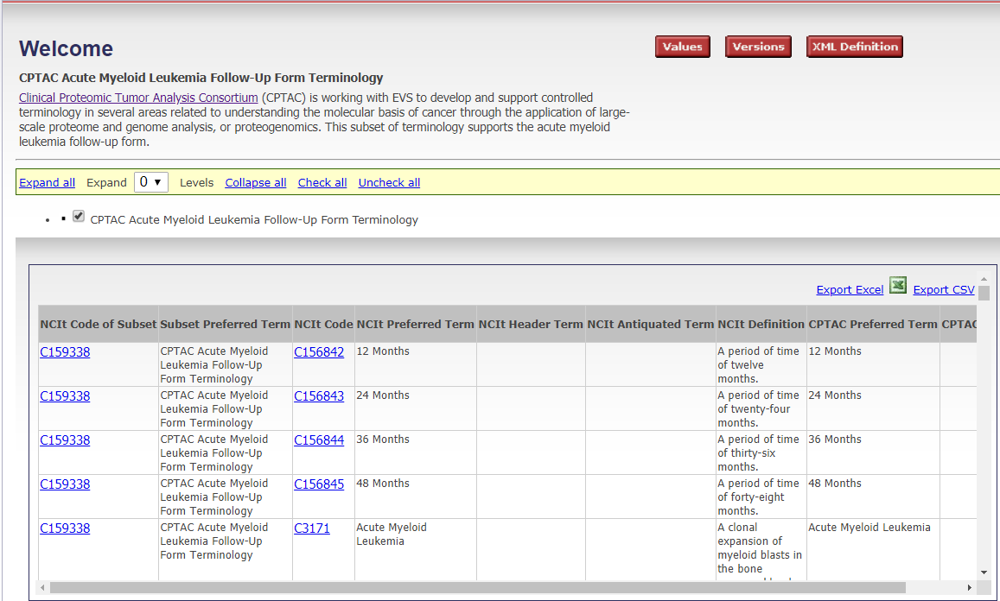 Welcome
Values
Versions
XML Definition
CPTAC Acute Myeloid Leukemia Follow-Up Form Terminology
Clinical Proteomic Tumor Analysis Consortium (CPTAC) is working with EVS to develop and support controlled
terminology in several areas related to understanding the molecular basis of cancer through the application of large-
scale proteome and genome analysis, or proteogenomics. This subset of terminology supports the acute myeloid
leukemia follow-up form.
Expand all Expand 0 Levels Collapse all Check all Uncheck all
CPTAC Acute Myeloid Leukemia Follow-Up Form Terminology
Export Excel Export CSV
NCIt Code of Subset Subset Preferred Term NCIt Code NCIt Preferred Term NCIt Header Term NCIt Antiquated Term NCIt Definition CPTAC Preferred Term CPTAC
C159338 CPTAC Acute Myeloid C156842 12 Months A period of time 12 Months
Leukemia Follow-Up of twelve
Form Terminology months.
C159338 CPTAC Acute Myeloid C156843 24 Months A period of time 24 Months
Leukemia Follow-Up of twenty-four
Form Terminology months.
C159338 CPTAC Acute Myeloid C156844 36 Months A period of time 36 Months
Leukemia Follow-Up of thirty-six
Form Terminology months.
C159338 CPTAC Acute Myeloid C156845 48 Months A period of time 48 Months
Leukemia Follow-Up of forty-eight
Form Terminology months.
C159338 CPTAC Acute Myeloid C3171 Acute Myeloid A clonal Acute Myeloid Leukemia
Leukemia Follow-Up Leukemia expansion of
Form Terminology myeloid blasts in
the bone